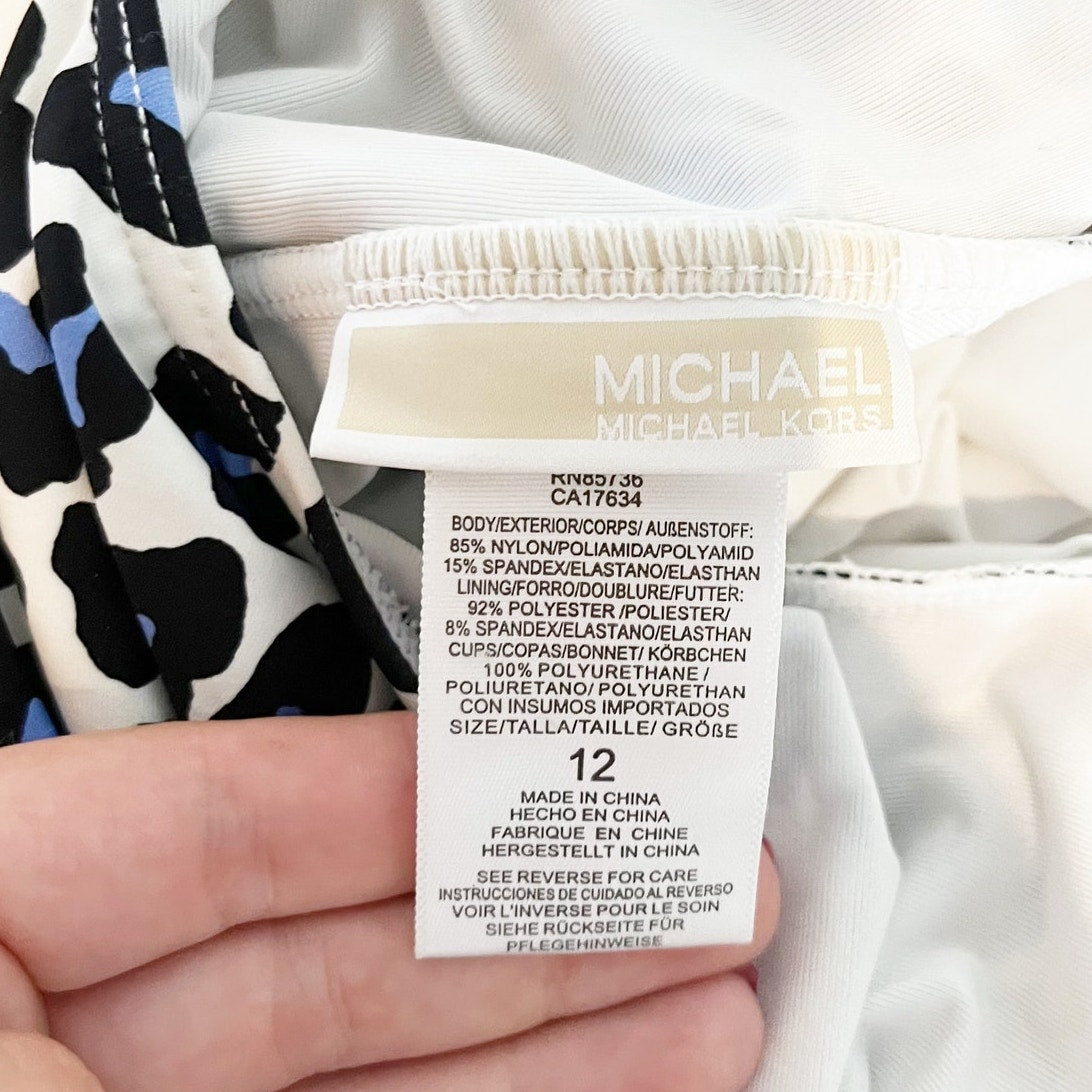 MICHAEL
MICHAEL KORS
RN85736
CA17634
BODY/EXTERIOR/CORPS/ AUßENSTOFF:
85% NYLON/POLIAMIDA/POLYAMID
15% SPANDEX/ELASTANO/ELASTHAN
LINING/FORRO/DOUBLURE/FUTTER:
92% POLYESTER /POLIESTER/
8% SPANDEX/ELASTANO/ELASTHAN
CUPS/COPAS/BONNET/ KÖRBCHEN
100% POLYURETHANE /
POLIURETANO/ POLYURETHAN
CON INSUMOS IMPORTADOS
SIZE/TALLA/TAILLE/ GRÖßE
12
MADE IN CHINA
HECHO EN CHINA
FABRIQUE EN CHINE
HERGESTELLT IN CHINA
SEE REVERSE FOR CARE
INSTRUCCIONES DE CUIDADO AL REVERSO
VOIR L'INVERSE POUR LE SOIN
SIEHE RÜCKSEITE FÜR
PFLEGEHINWEISE